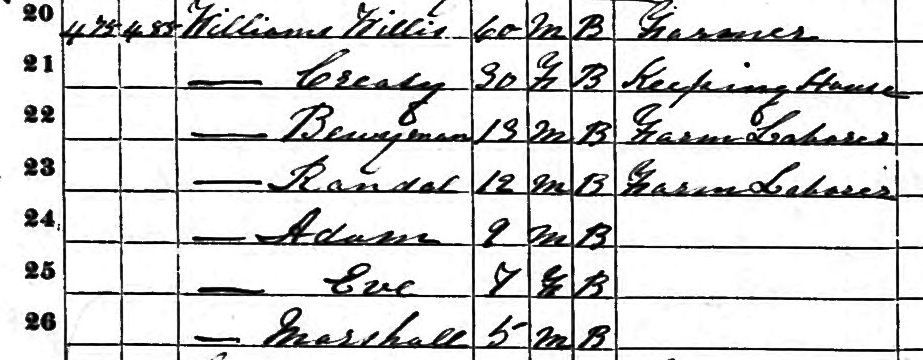 20 475 485 Williams Willis 60 M B Farmer
21 — Creasy 30 F B Keeping House
22 — 13 M B Farm Laborer
23 — Randal 12 M B Farm Laborer
24 — Adam 9 M B
25 — Eve 7 F B
26 — Marshall 5 M B